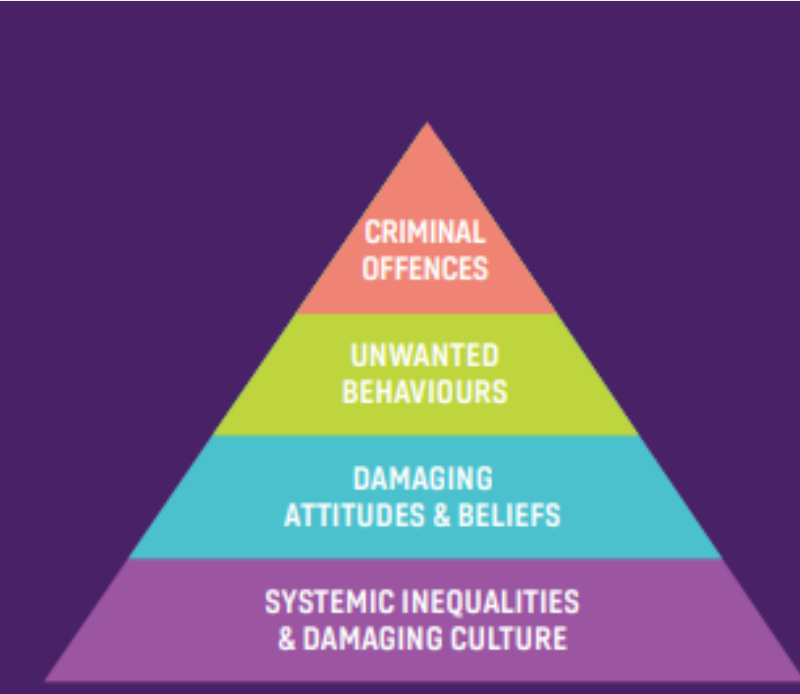 CRIMINAL
OFFENCES
UNWANTED
BEHAVIOURS
DAMAGING
ATTITUDES & BELIEFS
SYSTEMIC INEQUALITIES
& DAMAGING CULTURE